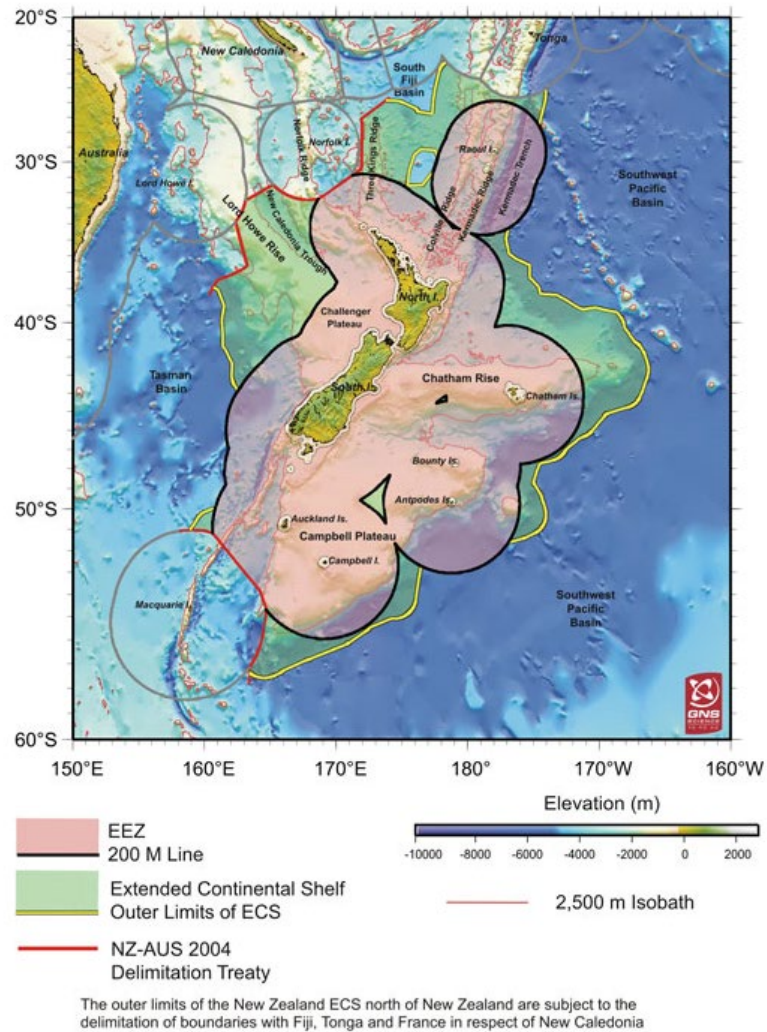 20°S
New Caledonia
Tonga
South
Fiji
Basin
Australia
Norfolk Ridge
Norfolk I.
Three Kings Ridge
30°S
Raoul I.
Kermadec Trench
Lord Howe I.
Southwest
Pacific
Basin
Lord Howe Rise
New Caledonia Trough
Colville Ridge
Kermadec Ridge
North I.
Challenger
Plateau
40°S
Tasman
Basin
South I.
Chatham Rise
Chatham Is.
Bounty Is.
50°S
Antpodes Is.
Auckland Is.
Campbell Plateau
Campbell I.
Macquarie I.
Southwest
Pacific
Basin
GNS
SCIENCE
60°S
150°E 160°E 170°E 180° 170°W 160°W
EEZ
200 M Line
Extended Continental Shelf
Outer Limits of ECS
NZ-AUS 2004
Delimitation Treaty
Elevation (m)
-10000 -8000 -6000 -4000 -2000 0 2000
2,500 m Isobath
The outer limits of the New Zealand ECS north of New Zealand are subject to the
delimitation of boundaries with Fiji, Tonga and France in respect of New Caledonia